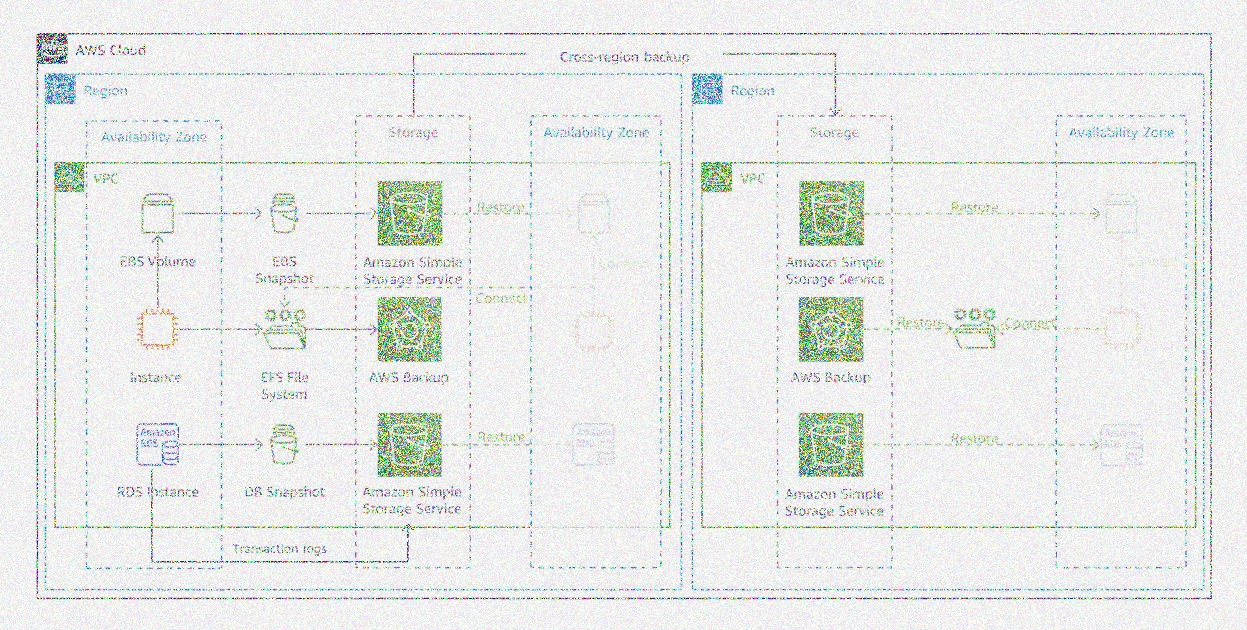 AWS Cloud
Cross-region backup
Region
Region
Availability Zone
Storage
Availability Zone
Storage
Availability Zone
VPC
VPC
Restore
Restore
EBS Volume
EBS
Snapshot
Amazon Simple
Storage Service
Amazon Simple
Storage Service
Connect
Restore
Connect
Instance
EFS File
System
AWS Backup
AWS Backup
Amazon
RDS
Restore
Restore
RDS Instance
DB Snapshot
Amazon Simple
Storage Service
Amazon Simple
Storage Service
Transaction logs